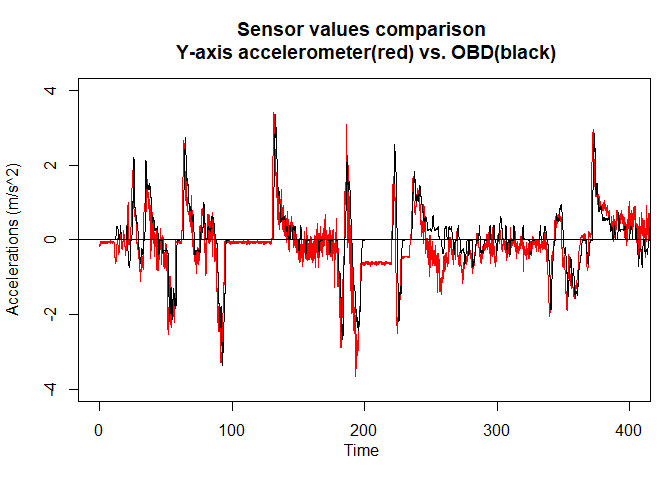 Sensor values comparison
Y-axis accelerometer(red) vs. OBD(black)
Accelerations (m/s^2)
4
2
0
-2
-4
0
100
200
300
400
Time